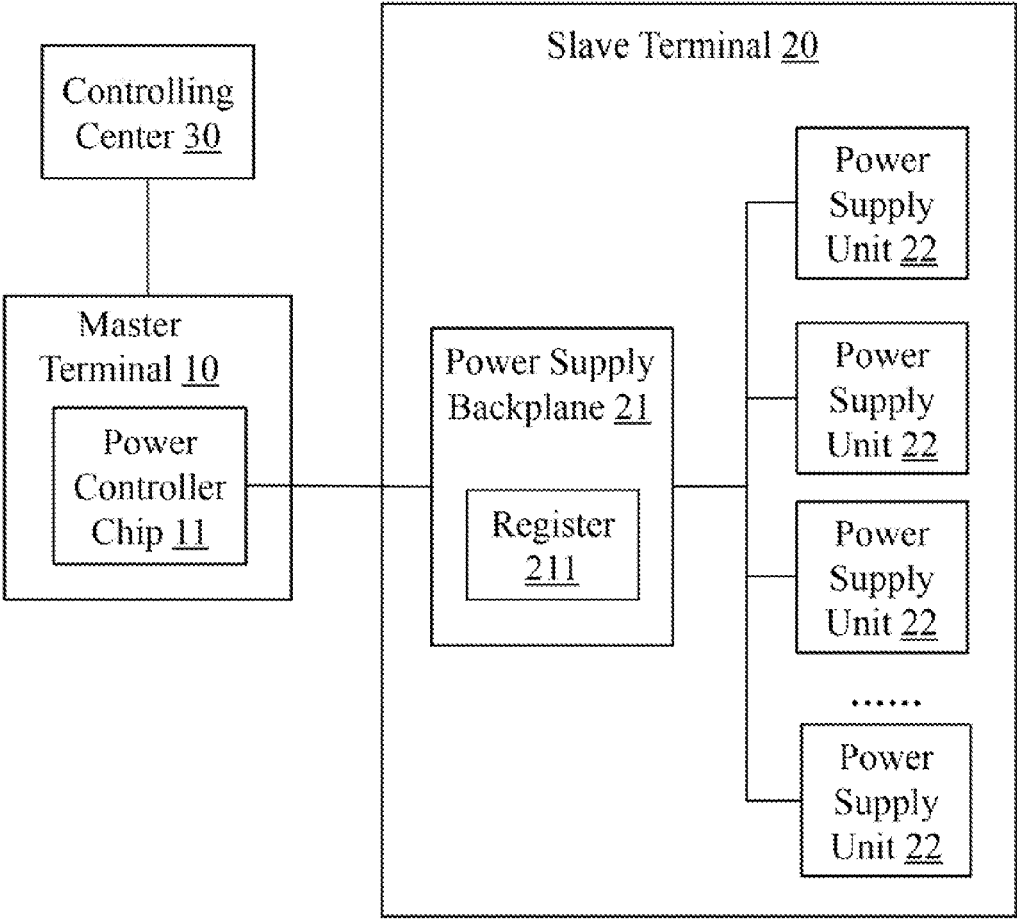 Controlling
Center 30
Master
Terminal 10
Power
Controller
Chip 11
Slave Terminal 20
Power Supply
Backplane 21
Register
211
Power
Supply
Unit 22
Power
Supply
Unit 22
Power
Supply
Unit 22
......
Power
Supply
Unit 22